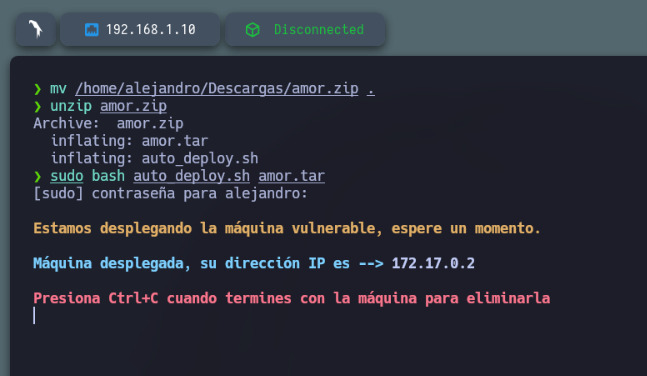 192.168.1.10 Disconnected
❯ mv /home/alejandro/Descargas/amor.zip .
❯ unzip amor.zip
Archive:  amor.zip
  inflating: amor.tar
  inflating: auto_deploy.sh
❯ sudo bash auto_deploy.sh amor.tar
[sudo] contraseña para alejandro:
Estamos desplegando la máquina vulnerable, espere un momento.
Máquina desplegada, su dirección IP es --> 172.17.0.2
Presiona Ctrl+C cuando termines con la máquina para eliminarla